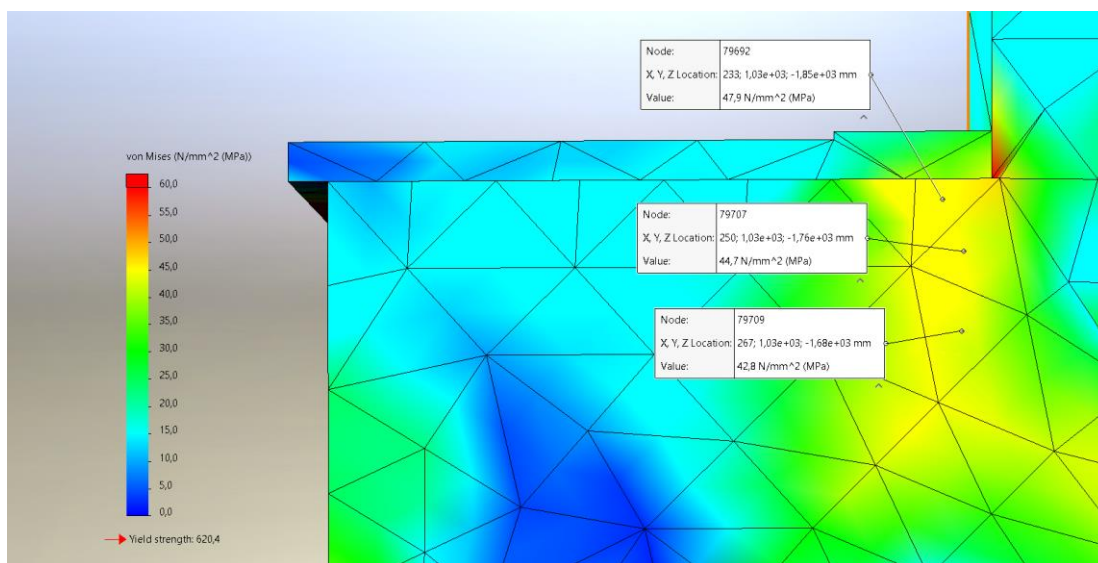 Node: 79692
X, Y, Z Location: 233; 1,03e+03; -1,85e+03 mm
Value: 47,9 N/mm^2 (MPa)
von Mises (N/mm^2 (MPa))
60,0
55,0
50,0
45,0
40,0
35,0
30,0
25,0
20,0
15,0
10,0
5,0
0,0
Yield strength: 620,4
Node: 79707
X, Y, Z Location: 250; 1,03e+03; -1,76e+03 mm
Value: 44,7 N/mm^2 (MPa)
Node: 79709
X, Y, Z Location: 267; 1,03e+03; -1,68e+03 mm
Value: 42,8 N/mm^2 (MPa)